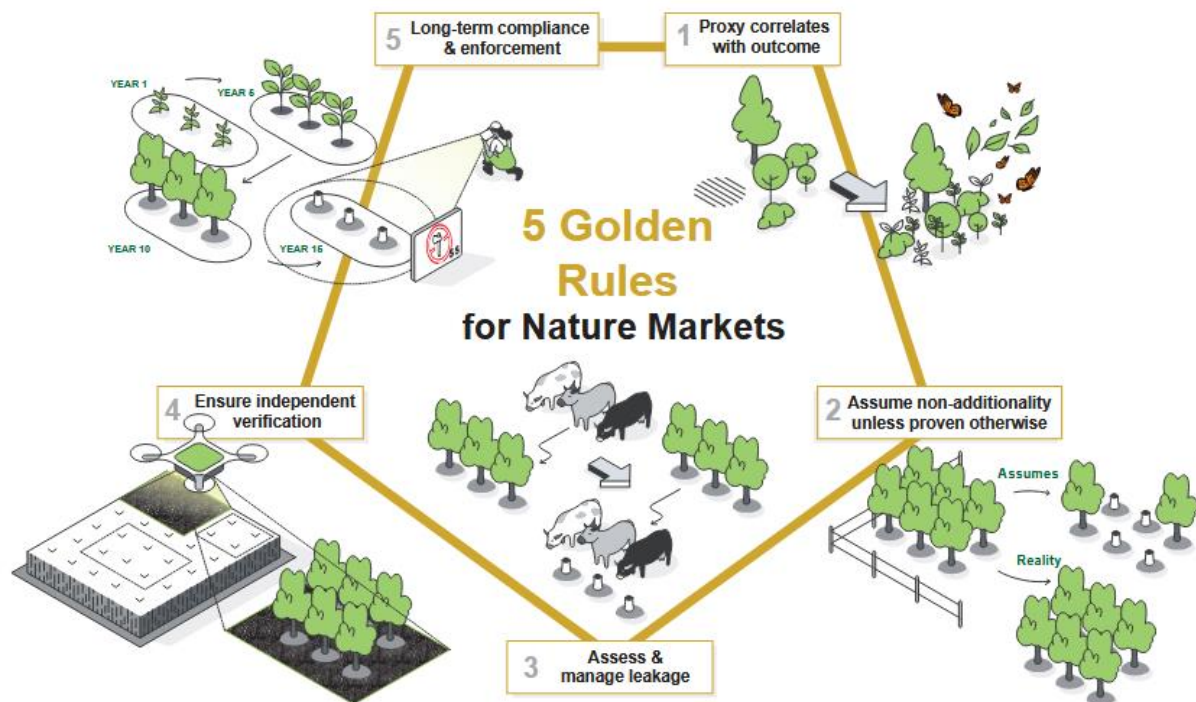 5 Golden
Rules
for Nature Markets
1 Proxy correlates
with outcome
2 Assume non-additionality
unless proven otherwise
Assumes
Reality
3 Assess &
manage leakage
4 Ensure independent
verification
5 Long-term compliance
& enforcement
YEAR 1
YEAR 5
YEAR 10
YEAR 15